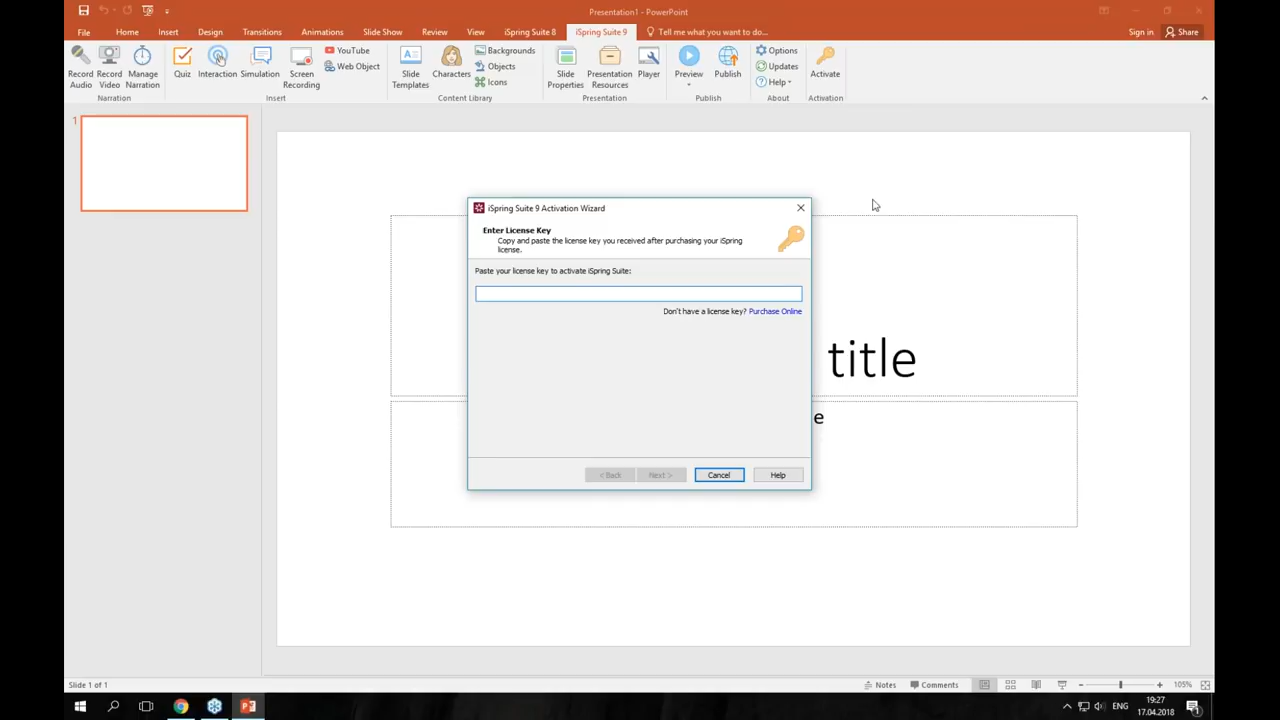 Presentation1 - PowerPoint
File Home Insert Design Transitions Animations Slide Show Review View iSpring Suite 8 iSpring Suite 9 Tell me what you want to do... Sign in Share
Record Audio
Record Video
Manage Narration
Narration
Quiz
Interaction
Simulation
Screen Recording
YouTube
Web Object
Insert
Slide Templates
Characters
Backgrounds
Objects
Icons
Content Library
Slide Properties
Presentation Resources
Player
Presentation
Preview
Publish
Publish
Options
Updates
Help
About
Activate
Activation
1
iSpring Suite 9 Activation Wizard
Enter License Key
Copy and paste the license key you received after purchasing your iSpring
license.
Paste your license key to activate iSpring Suite:
Don't have a license key? Purchase Online
title
e
< Back Next > Cancel Help
Slide 1 of 1 Notes Comments 105%
ENG
19:27
17.04.2018